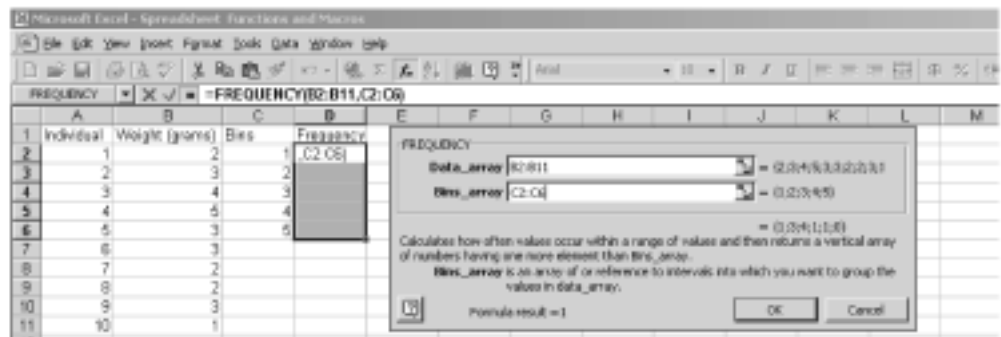 Microsoft Excel - Spreadsheet Functions and Macros
File Edit View Insert Format Tools Data Window Help
Arial 10 B I U
FREQUENCY =FREQUENCY(B2:B11,C2:C6)
A B C D E F G H I J K L M
1 Individual Weight (grams) Bins Frequency
2 1 2 1 ,C2:C6)
3 2 3 2
4 3 4 3
5 4 5 4
6 5 3 5
7 6 3
8 7 2
9 8 2
10 9 3
11 10 1
FREQUENCY
Data_array B2:B11 = {2;3;4;5;3;3;2;2;3;1
Bins_array C2:C6 = {1;2;3;4;5}
= {1;3;4;1;1;0}
Calculates how often values occur within a range of values and then returns a vertical array
of numbers having one more element than Bins_array.
Bins_array is an array of or reference to intervals into which you want to group the
values in data_array.
Formula result =1 OK Cancel